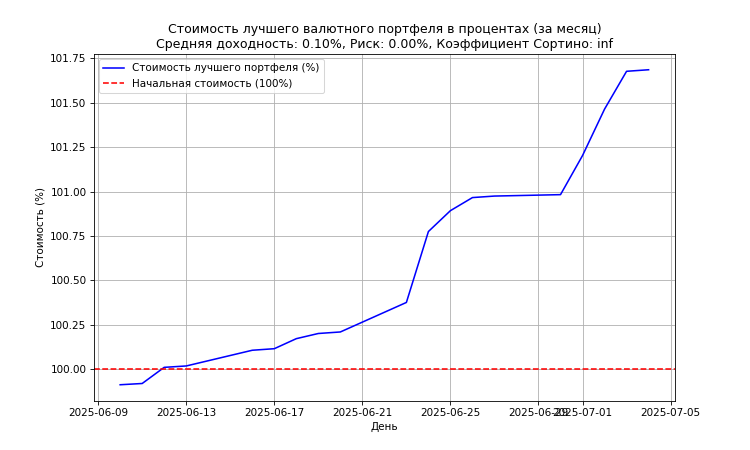 Стоимость лучшего валютного портфеля в процентах (за месяц)
Средняя доходность: 0.10%, Риск: 0.00%, Коэффициент Сортино: inf
Стоимость лучшего портфеля (%)
Начальная стоимость (100%)
Стоимость (%)
101.75
101.50
101.25
101.00
100.75
100.50
100.25
100.00
2025-06-09 2025-06-13 2025-06-17 2025-06-21 2025-06-25 2025-06-29 2025-07-01 2025-07-05
День